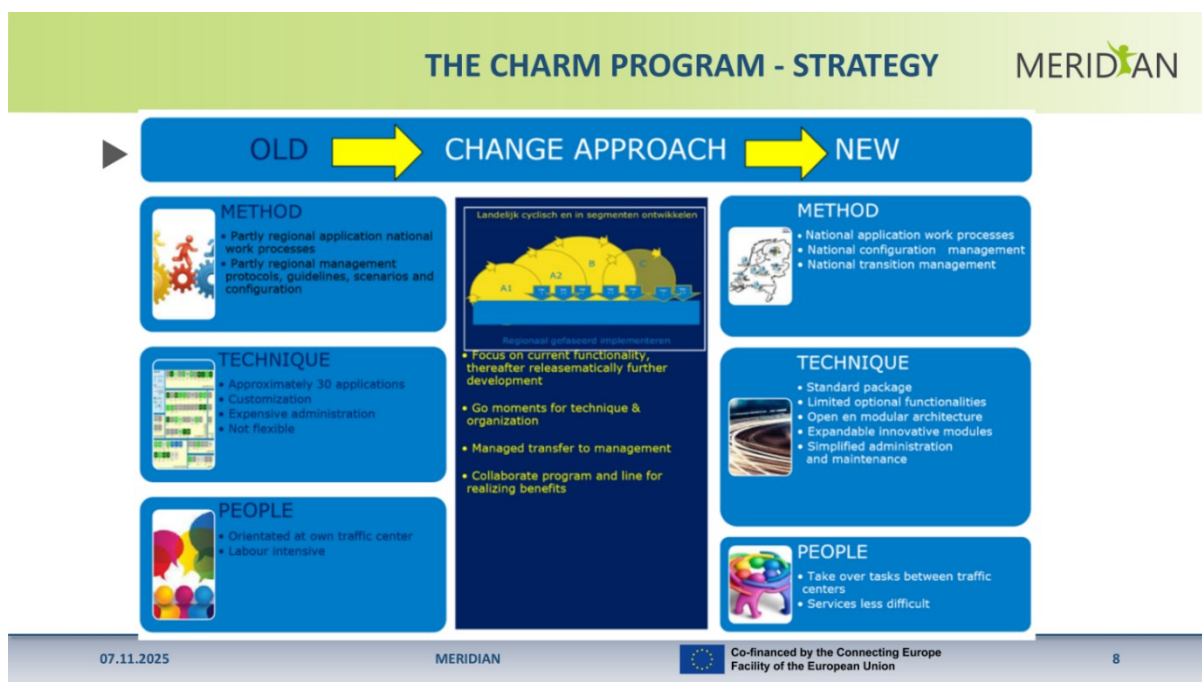 THE CHARM PROGRAM - STRATEGY
MERIDIAN
OLD
CHANGE APPROACH
NEW
METHOD
• Partly regional application national
work processes
• Partly regional management
protocols, guidelines, scenarios and
configuration
TECHNIQUE
• Approximately 30 applications
• Customization
• Expensive administration
• Not flexible
PEOPLE
• Orientated at own traffic center
• Labour intensive
Landelijk cyclisch en in segmenten ontwikkelen
A1
A2
B
C
Regionaal gefaseerd implementeren
• Focus on current functionality,
thereafter releasematically further
development
• Go moments for technique &
organization
• Managed transfer to management
• Collaborate program and line for
realizing benefits
METHOD
• National application work processes
• National configuration management
• National transition management
TECHNIQUE
• Standard package
• Limited optional functionalities
• Open en modular architecture
• Expandable innovative modules
• Simplified administration
and maintenance
PEOPLE
• Take over tasks between traffic
centers
• Services less difficult
07.11.2025
MERIDIAN
Co-financed by the Connecting Europe
Facility of the European Union
8